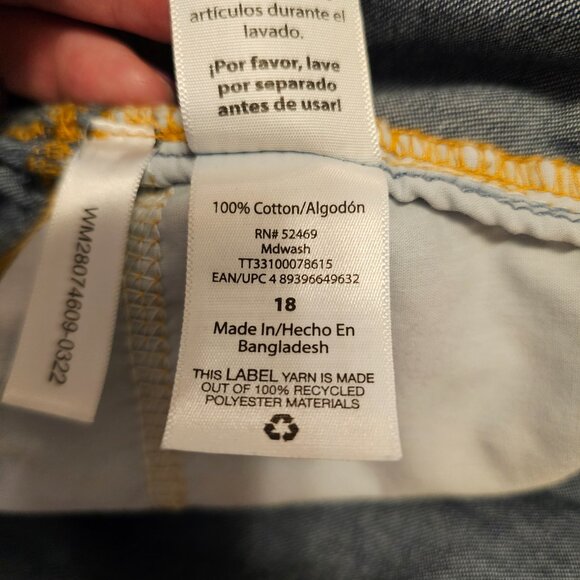 artículos durante el
lavado.
¡Por favor, lave
por separado
antes de usar!
100% Cotton/Algodón
RN# 52469
Mdwash
TT33100078615
EAN/UPC 4 89396649632
18
Made In/Hecho En
Bangladesh
THIS LABEL YARN IS MADE
OUT OF 100% RECYCLED
POLYESTER MATERIALS
WM28074609-0322